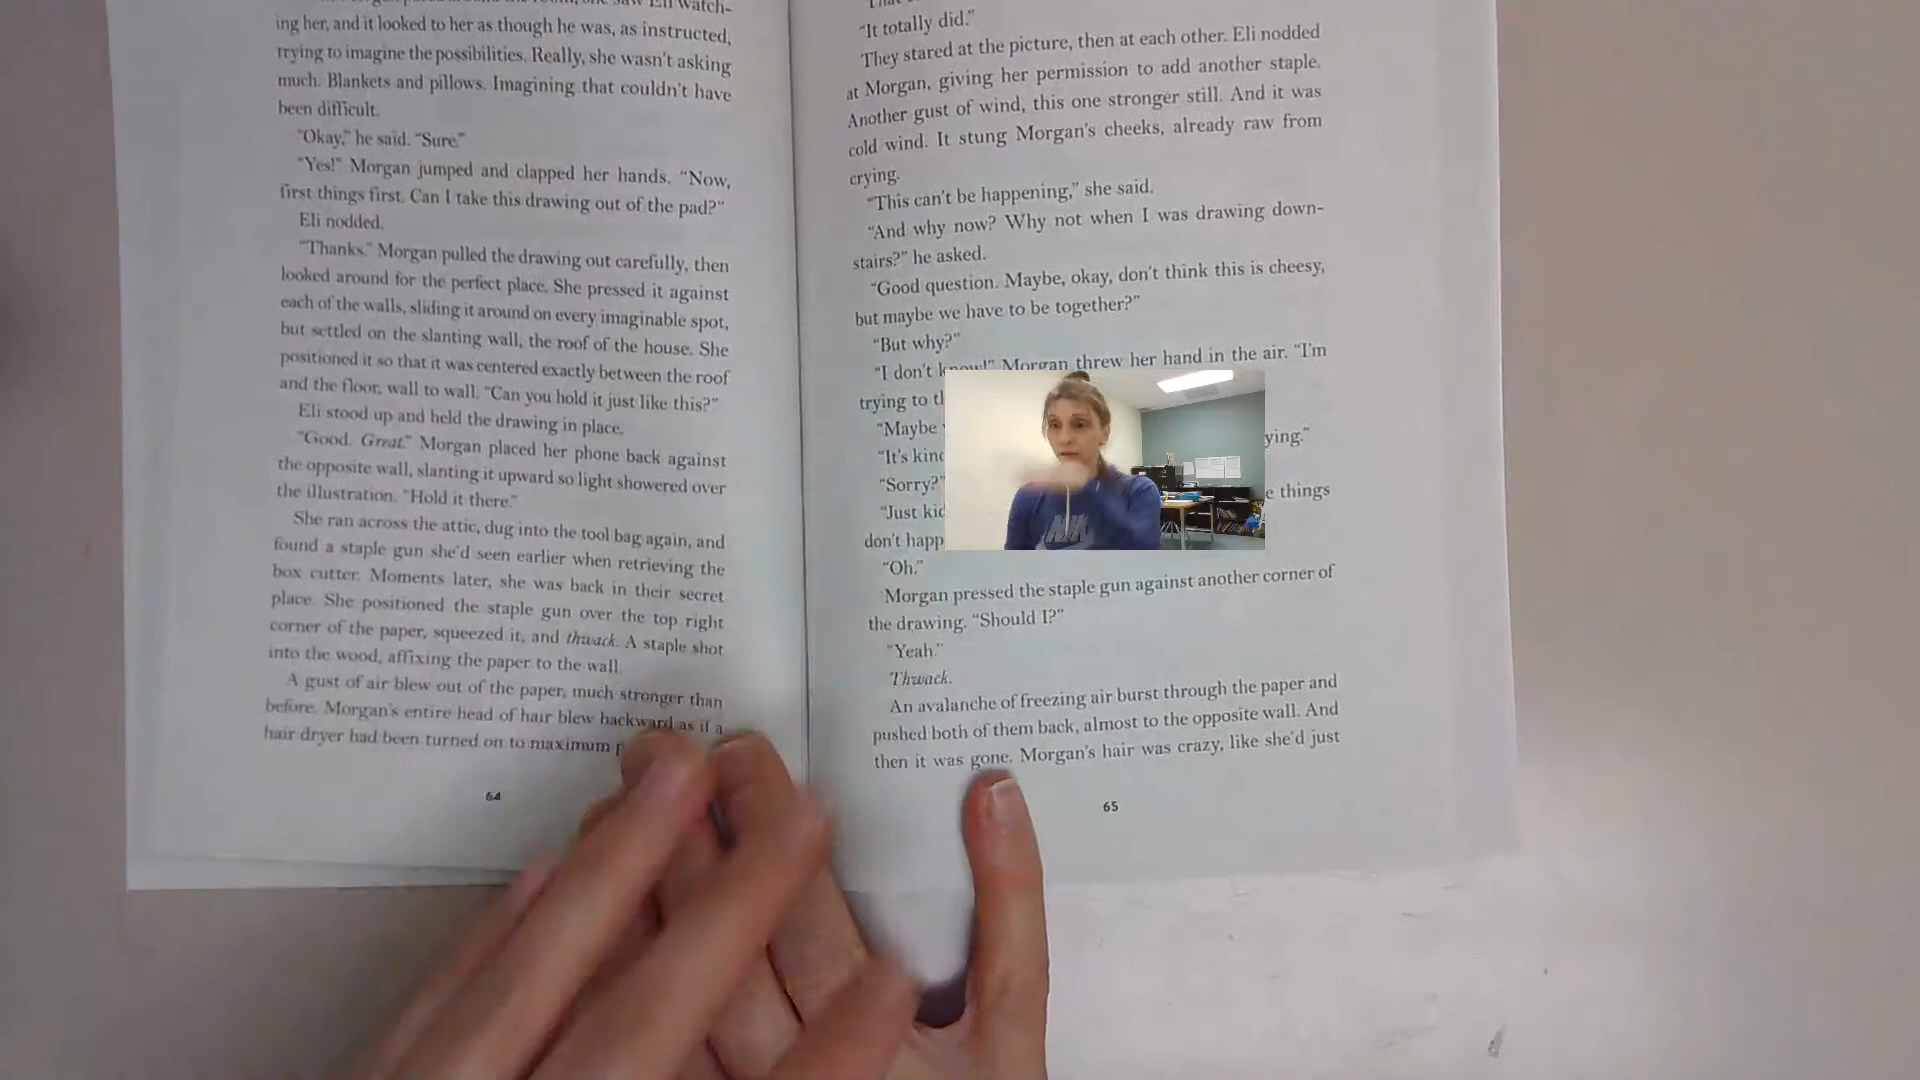 ing her, and it looked to her as though he was, as instructed,
trying to imagine the possibilities. Really, she wasn't asking
much. Blankets and pillows. Imagining that couldn't have
been difficult.
"Okay," he said. "Sure."
"Yes!" Morgan jumped and clapped her hands. "Now,
first things first. Can I take this drawing out of the pad?"
Eli nodded.
"Thanks." Morgan pulled the drawing out carefully, then
looked around for the perfect place. She pressed it against
each of the walls, sliding it around on every imaginable spot,
but settled on the slanting wall, the roof of the house. She
positioned it so that it was centered exactly between the roof
and the floor, wall to wall. "Can you hold it just like this?"
Eli stood up and held the drawing in place.
"Good. Great." Morgan placed her phone back against
the opposite wall, slanting it upward so light showered over
the illustration. "Hold it there."
She ran across the attic, dug into the tool bag again, and
found a staple gun she'd seen earlier when retrieving the
box cutter. Moments later, she was back in their secret
place. She positioned the staple gun over the top right
corner of the paper, squeezed it, and thwack. A staple shot
into the wood, affixing the paper to the wall.
A gust of air blew out of the paper, much stronger than
before. Morgan's entire head of hair blew backward as if a
hair dryer had been turned on to maximum
64
"It totally did."
They stared at the picture, then at each other. Eli nodded
at Morgan, giving her permission to add another staple.
Another gust of wind, this one stronger still. And it was
cold wind. It stung Morgan's cheeks, already raw from
crying.
"This can't be happening," she said.
"And why now? Why not when I was drawing down-
stairs?" he asked.
"Good question. Maybe, okay, don't think this is cheesy,
but maybe we have to be together?"
"But why?"
"I don't know!" Morgan threw her hand in the air. "I'm
trying to
"Maybe
"It's
"Sorry?"
"Just things
don't
"Oh."
Morgan pressed the staple gun against another corner of
the drawing. "Should I?"
"Yeah."
Thwack.
An avalanche of freezing air burst through the paper and
pushed both of them back, almost to the opposite wall. And
then it was gone. Morgan's hair was crazy, like she'd just
65